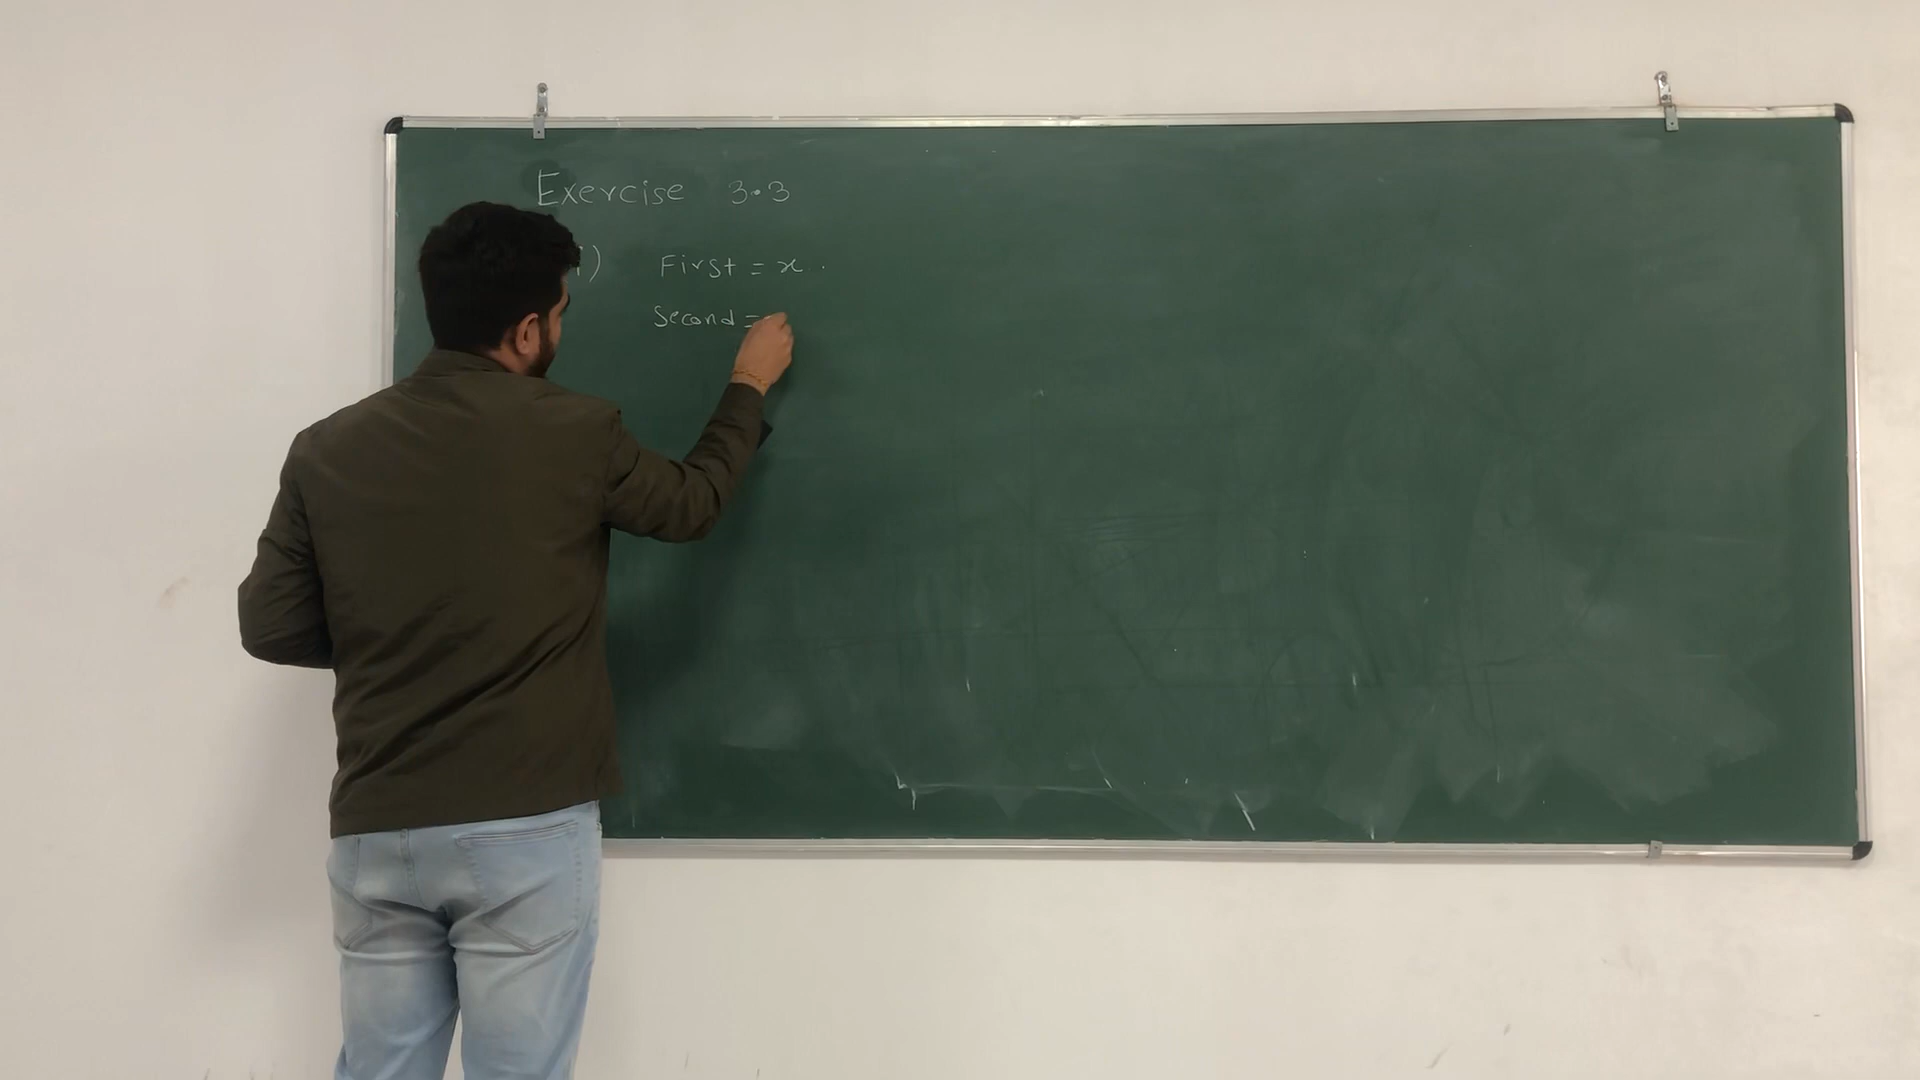 Exercise 3.3
i) First = x
Second =